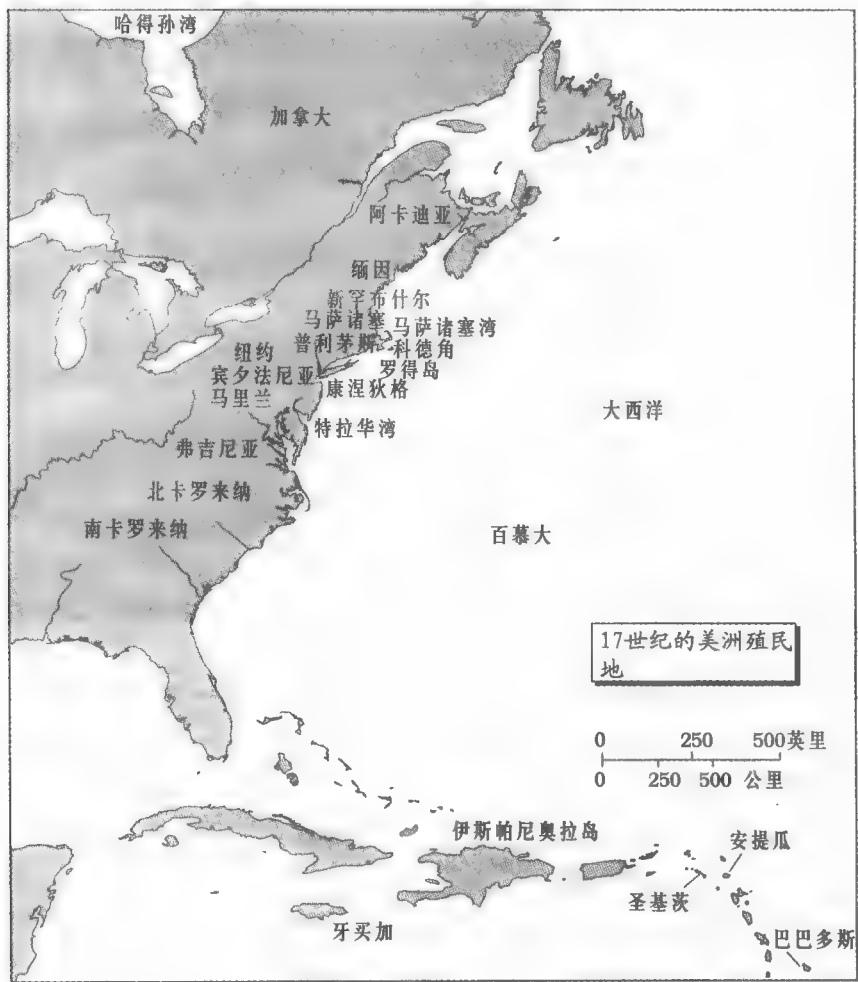 哈得孙湾
加拿大
阿卡迪亚
缅因
新罕布什尔
马萨诸塞
马萨诸塞湾
普利茅斯
科德角
纽约
罗得岛
宾夕法尼亚
康涅狄格
马里兰
大西洋
特拉华湾
弗吉尼亚
北卡罗来纳
南卡罗来纳
百慕大
17世纪的美洲殖民
地
0 250 500英里
0 250 500 公里
伊斯帕尼奥拉岛
安提瓜
圣基茨
牙买加
巴巴多斯